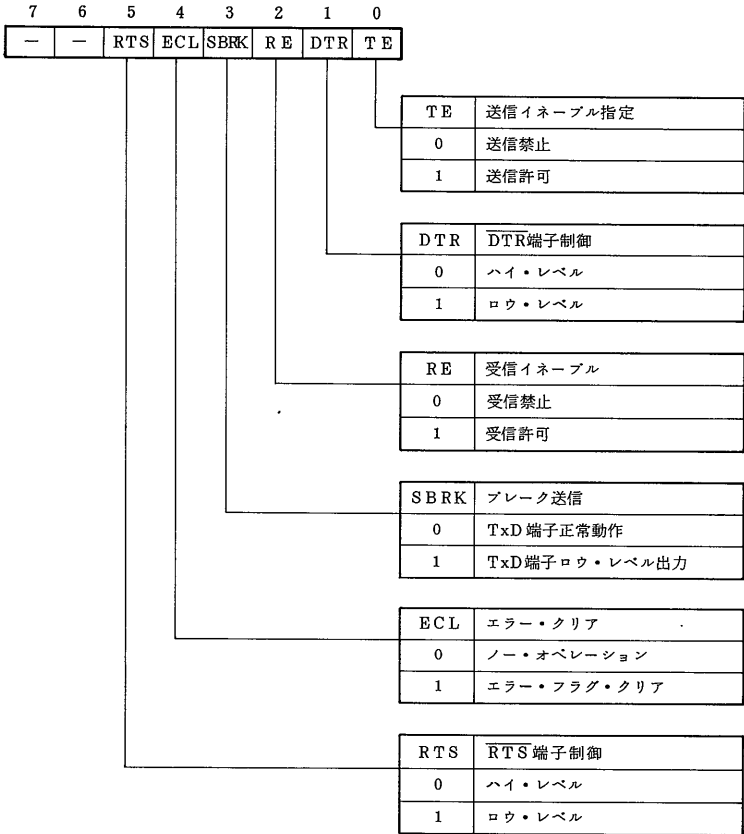 7 6 5 4 3 2 1 0
— — RTS ECL SBRK RE DTR TE
TE 送信イネーブル指定
0 送信禁止
1 送信許可
DTR D̅T̅R̅端子制御
0 ハイ・レベル
1 ロウ・レベル
RE 受信イネーブル
0 受信禁止
1 受信許可
SBRK ブレーク送信
0 TxD端子正常動作
1 TxD端子ロウ・レベル出力
ECL エラー・クリア
0 ノー・オペレーション
1 エラー・フラグ・クリア
RTS R̅T̅S̅端子制御
0 ハイ・レベル
1 ロウ・レベル